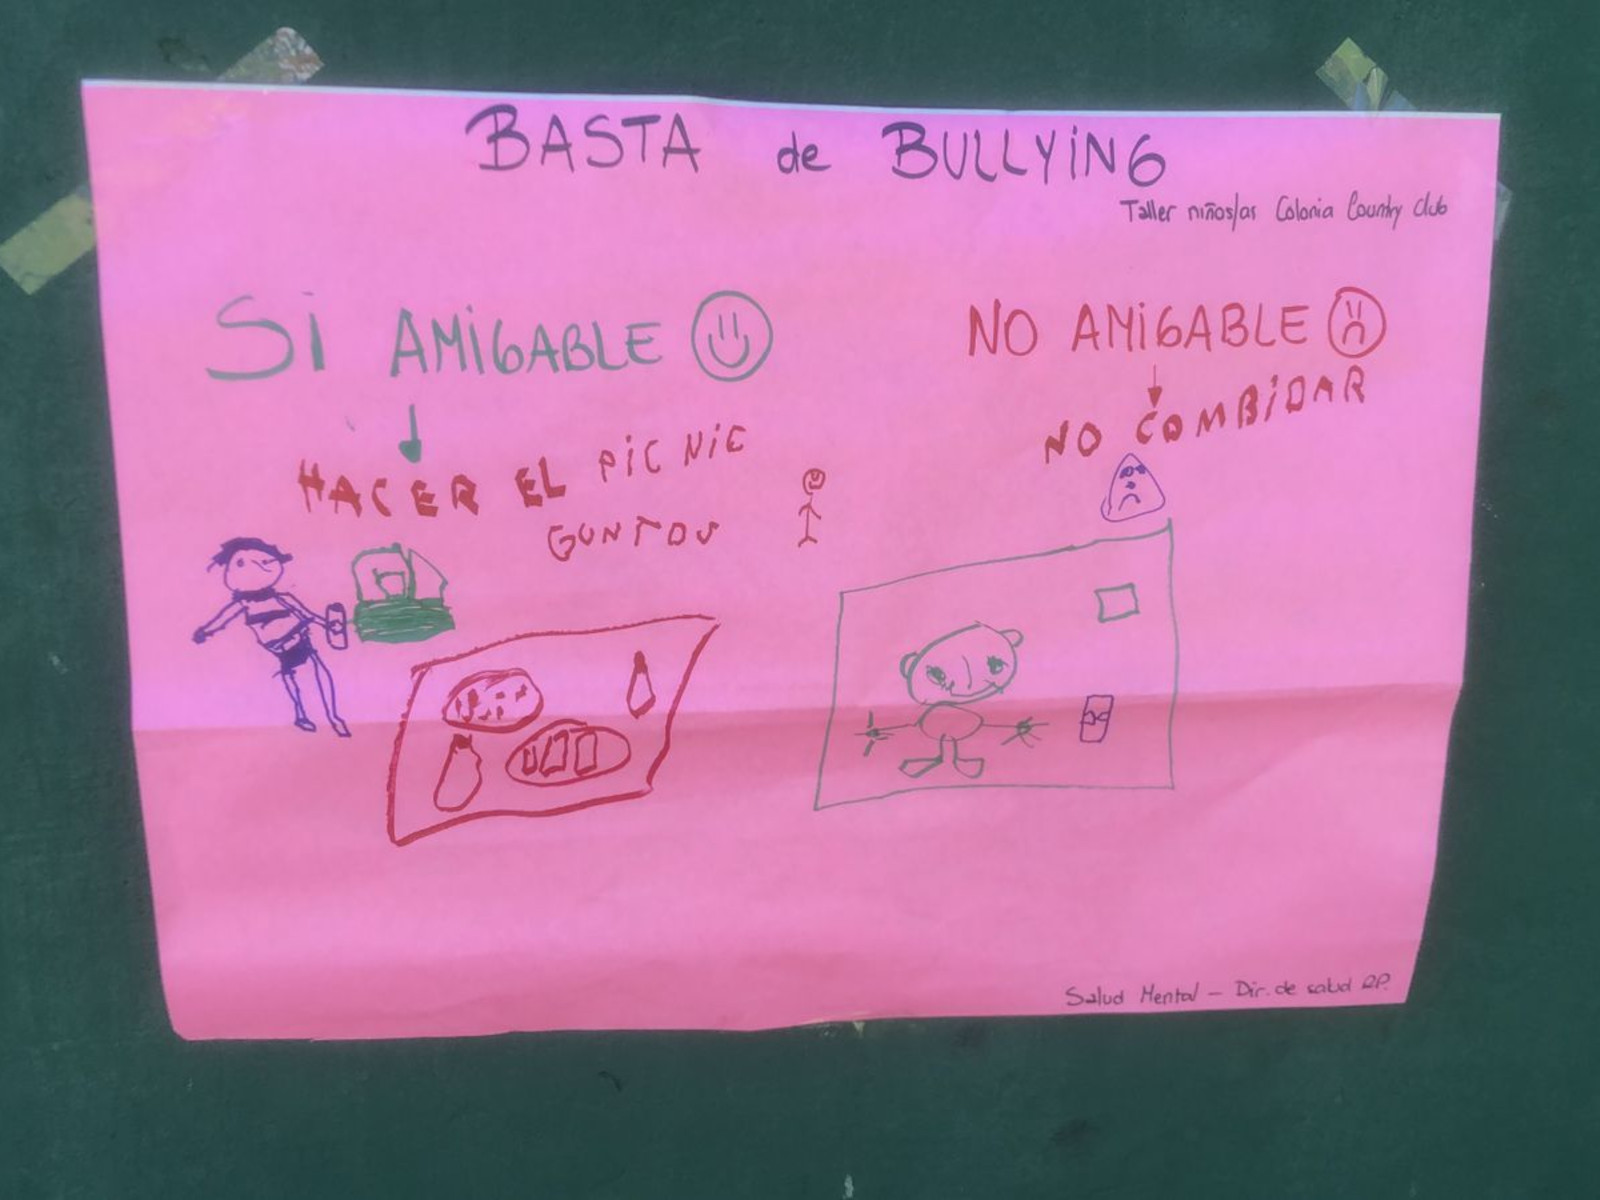 BASTA de BULLYiNG
Taller niños/as Colonia Country Club
Si AMiGABLE
NO AMiGABLE
HACER EL PiC NiC
GUNTOS
NO COMBiDAR
Salud Mental - Dir. de salud